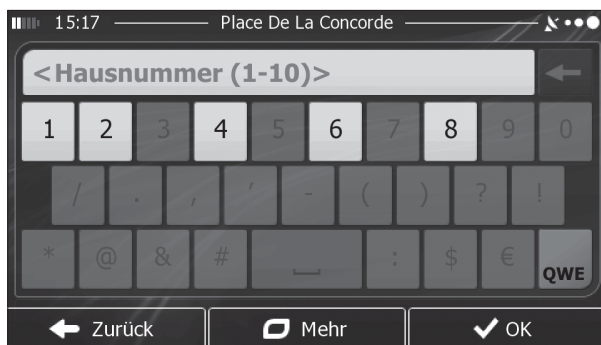 15:17 Place De La Concorde
<Hausnummer (1-10)>
1 2 3 4 5 6 7 8 9 0
/ . , ' - ( ) ? !
* @ & # : $ € QWE
Zurück Mehr OK